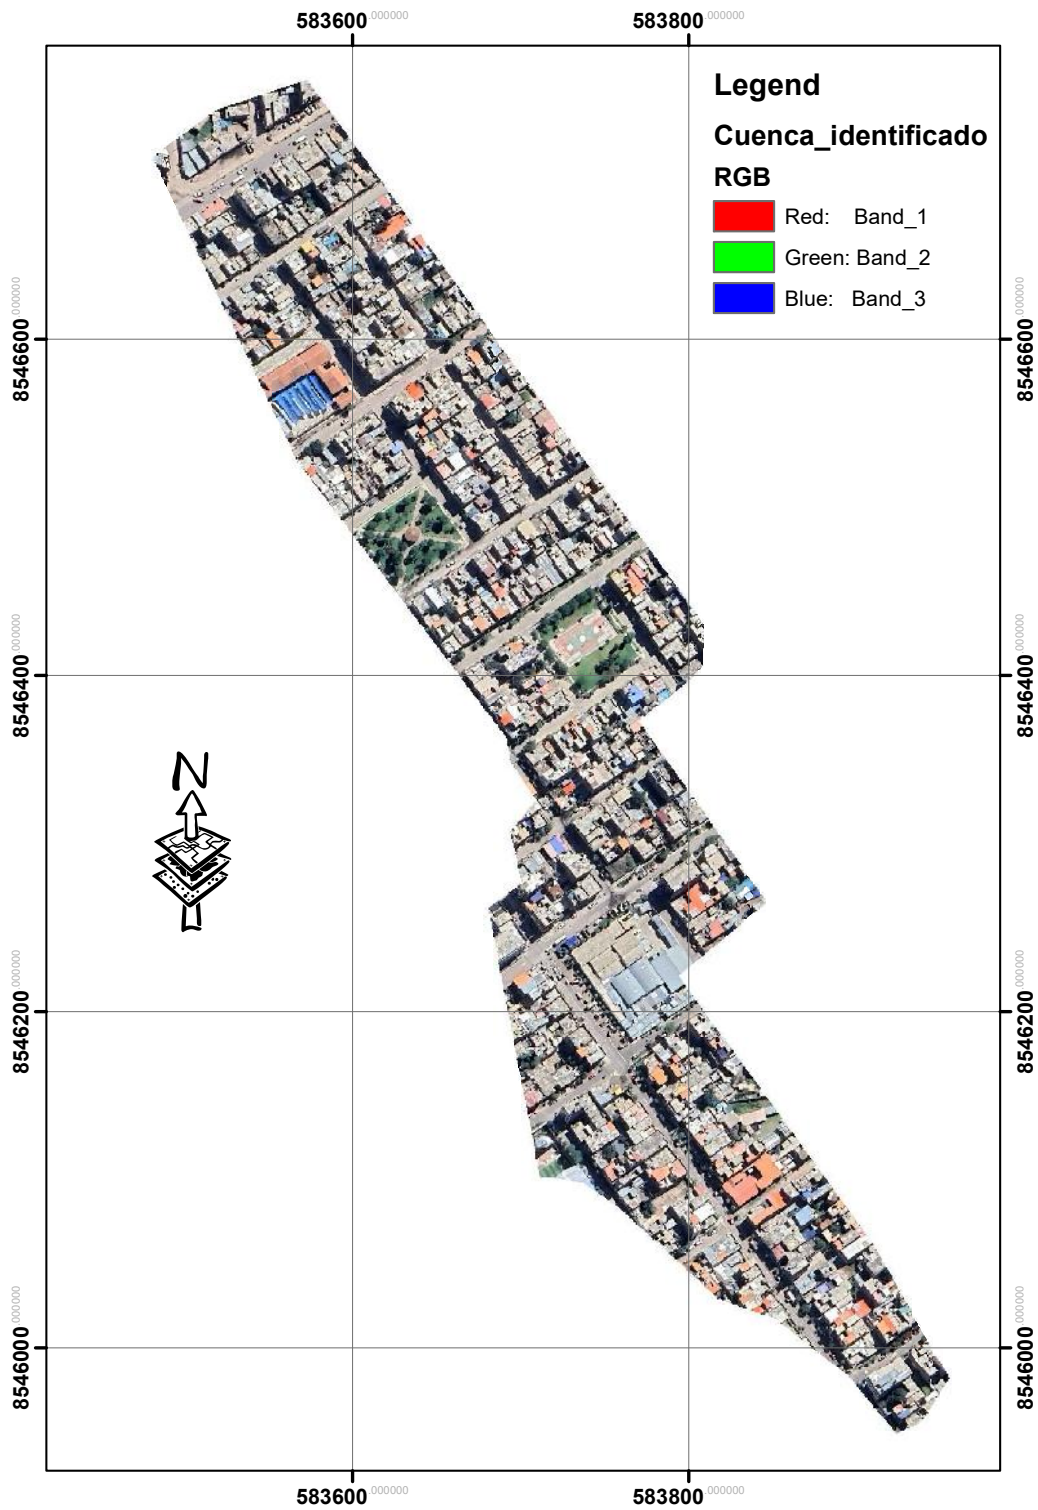 583600.000000 583800.000000
Legend
Cuenca_identificado
RGB
Red: Band_1
Green: Band_2
Blue: Band_3
8546600.000000 8546600.000000
8546400.000000 8546400.000000
N
8546200.000000 8546200.000000
8546000.000000 8546000.000000
583600.000000 583800.000000